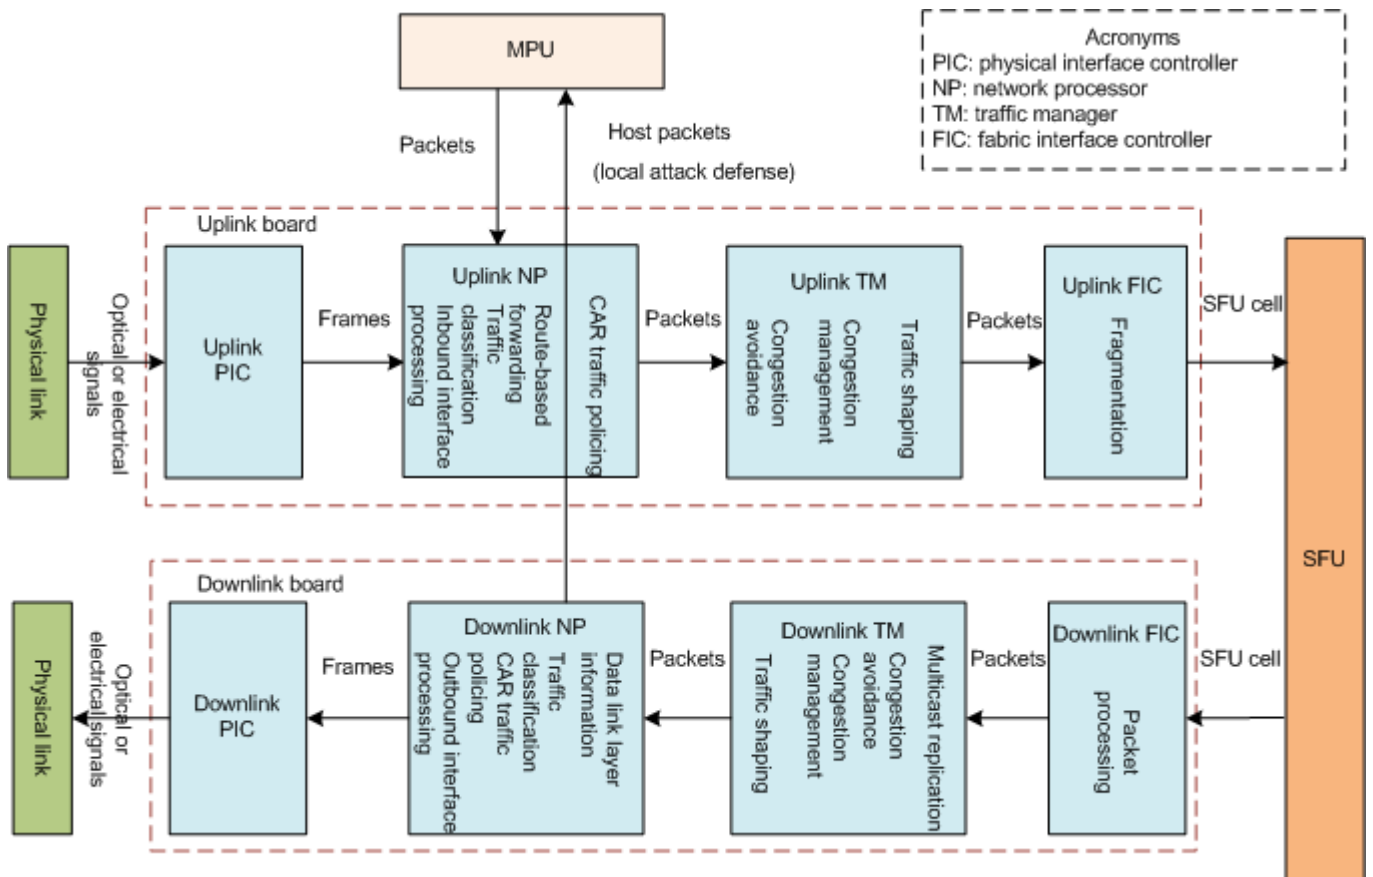 MPU
Acronyms
PIC: physical interface controller
NP: network processor
TM: traffic manager
FIC: fabric interface controller
Packets
Host packets
(local attack defense)
Uplink board
Physical link
Optical or electrical
signals
Uplink
PIC
Frames
Uplink NP
CAR traffic policing
Route-based
forwarding
Traffic
classification
Inbound interface
processing
Packets
Uplink TM
Traffic shaping
Congestion
management
Congestion
avoidance
Packets
Uplink FIC
Fragmentation
SFU cell
SFU
Downlink board
Physical link
Optical or
electrical signals
Downlink
PIC
Frames
Downlink NP
Data link layer
information
Traffic
classification
CAR traffic
policing
Outbound interface
processing
Packets
Downlink TM
Multicast replication
Congestion
avoidance
Congestion
management
Traffic shaping
Packets
Downlink FIC
Packet
processing
SFU cell